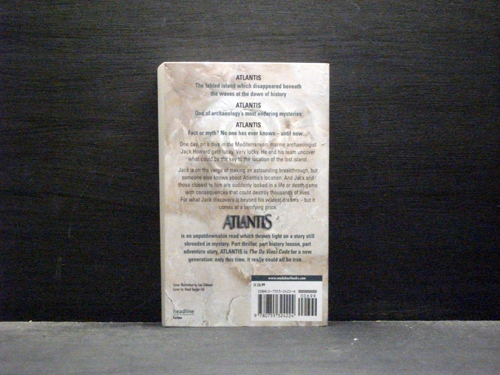 ATLANTIS
The fabled island which disappeared beneath
the waves at the dawn of history
ATLANTIS
One of archaeology's most enduring mysteries
ATLANTIS
Fact or myth? No one has ever known – until now...
One day on a dive in the Mediterranean, marine archaeologist
Jack Howard gets lucky. Very lucky. He and his team uncover
what could be the key to the location of the lost island.
Jack is on the verge of making an astounding breakthrough, but
someone else knows about Atlantis's location. And Jack and
those closest to him are suddenly locked in a life or death game
with consequences that could destroy thousands of lives.
For what Jack discovers is beyond his wildest dreams – but it
comes at a terrifying price.
ATLANTIS
is an unputdownable read which throws light on a story still
shrouded in mystery. Part thriller, part history lesson, part
adventure story, ATLANTIS is The Da Vinci Code for a
new generation: only this time, it really could all be true.
headline
00699